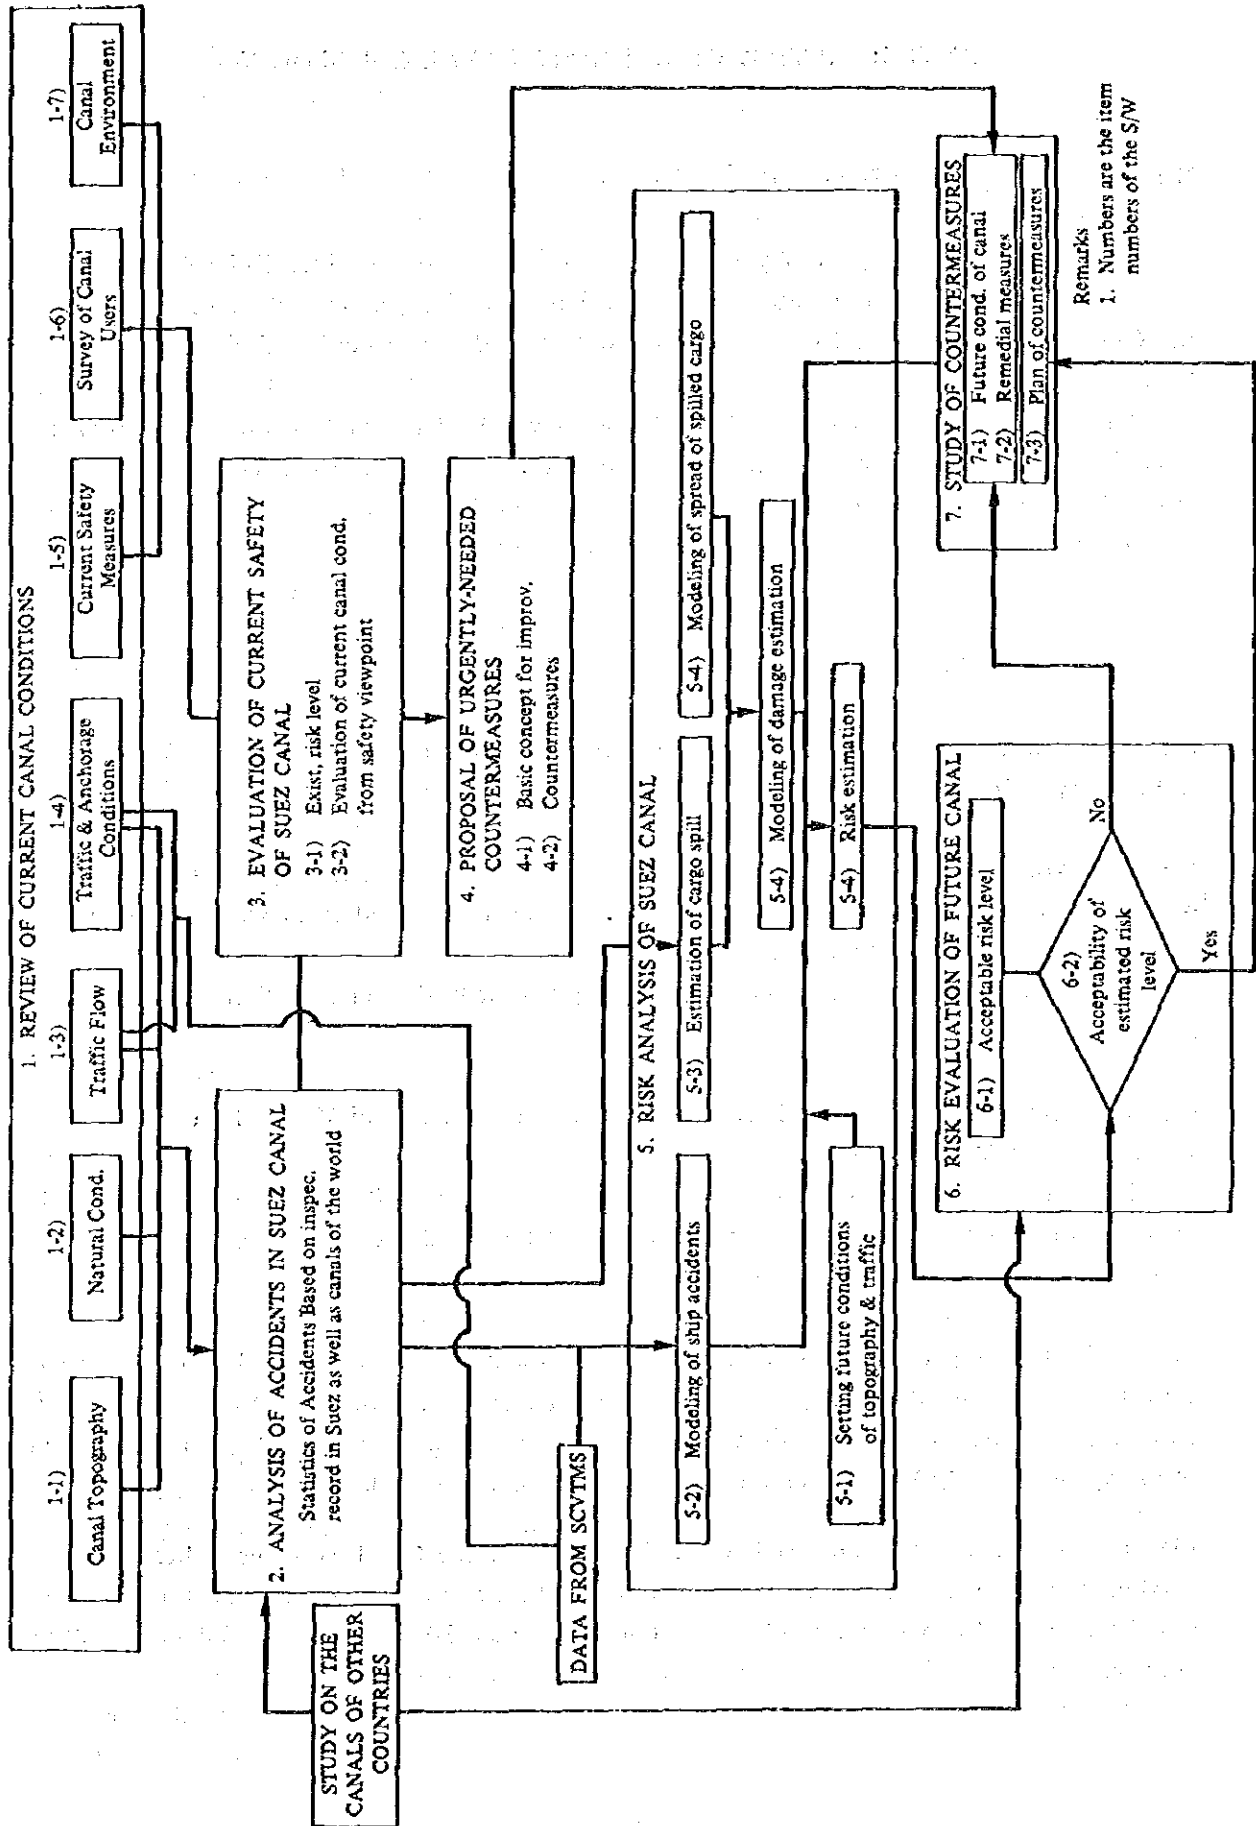 1. REVIEW OF CURRENT CANAL CONDITIONS
1-1)
Canal Topography
1-2)
Natural Cond.
1-3)
Traffic Flow
1-4)
Traffic & Anchorage
Conditions
1-5)
Current Safety
Measures
1-6)
Survey of Canal
Users
1-7)
Canal
Environment
STUDY ON THE
CANALS OF OTHER
COUNTRIES
2. ANALYSIS OF ACCIDENTS IN SUEZ CANAL
Statistics of Accidents Based on inspec.
record in Suez as well as canals of the world
3. EVALUATION OF CURRENT SAFETY
OF SUEZ CANAL
3-1) Exist, risk level
3-2) Evaluation of current canal cond.
from safety viewpoint
4. PROPOSAL OF URGENTLY-NEEDED
COUNTERMEASURES
4-1) Basic concept for improv.
4-2) Countermeasures
DATA FROM SCVTMS
5. RISK ANALYSIS OF SUEZ CANAL
5-2) Modeling of ship accidents
5-3) Estimation of cargo spill
5-4) Modeling of spread of spilled cargo
5-4) Modeling of damage estimation
5-1) Setting future conditions
of topography & traffic
5-4) Risk estimation
6. RISK EVALUATION OF FUTURE CANAL
6-1) Acceptable risk level
6-2)
Acceptability of
estimated risk
level
No
Yes
7. STUDY OF COUNTERMEASURES
7-1) Future cond. of canal
7-2) Remedial measures
7-3) Plan of countermeasures
Remarks
1. Numbers are the item
numbers of the S/W